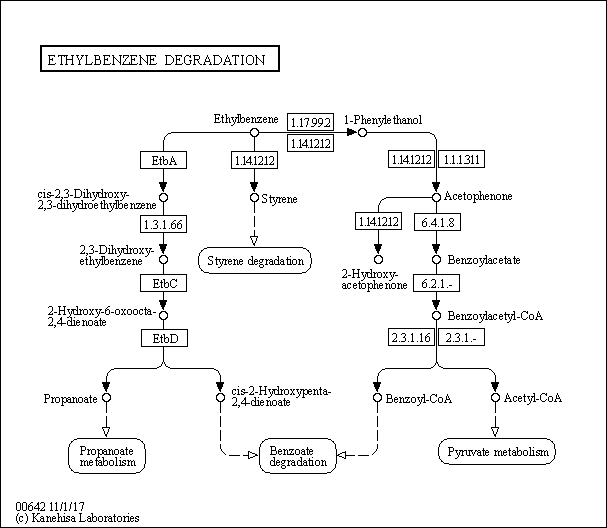 ETHYLBENZENE DEGRADATION
Ethylbenzene
1.17.99.2
1-Phenylethanol
1.14.12.12
EtbA
1.14.12.12
1.14.12.12
1.1.1.311
cis-2,3-Dihydroxy-
2,3-dihydroethylbenzene
Styrene
Acetophenone
1.3.1.66
1.14.12.12
6.4.1.8
2,3-Dihydroxy-
ethylbenzene
Styrene degradation
2-Hydroxy-
acetophenone
Benzoylacetate
EtbC
6.2.1.-
2-Hydroxy-6-oxoocta-
2,4-dienoate
Benzoylacetyl-CoA
EtbD
2.3.1.16
2.3.1.-
Propanoate
cis-2-Hydroxypenta-
2,4-dienoate
Benzoyl-CoA
Acetyl-CoA
Propanoate
metabolism
Benzoate
degradation
Pyruvate metabolism
00642 11/1/17
(c) Kanehisa Laboratories